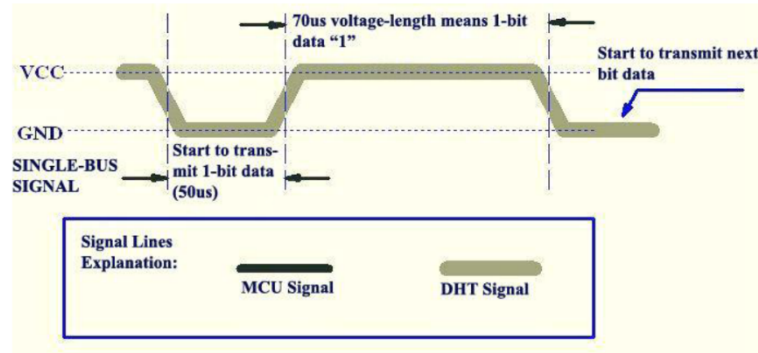 70us voltage-length means 1-bit
data “1”
Start to transmit next
bit data
VCC
GND
SINGLE-BUS
SIGNAL
Start to trans-
mit 1-bit data
(50us)
Signal Lines
Explanation:
MCU Signal
DHT Signal